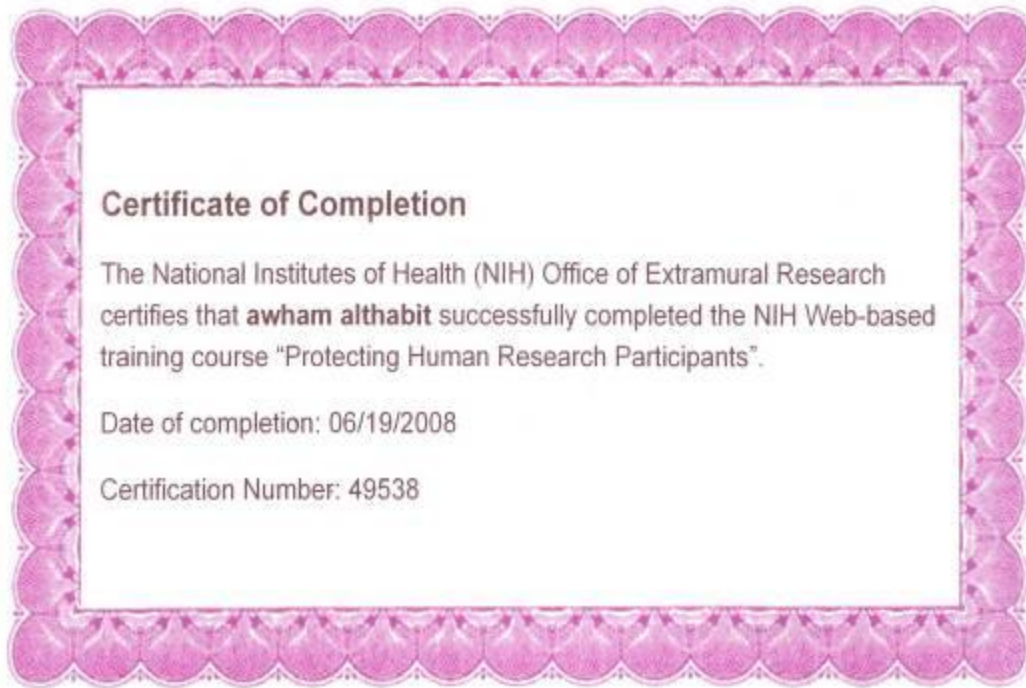 Certificate of Completion
The National Institutes of Health (NIH) Office of Extramural Research
certifies that awham althabit successfully completed the NIH Web-based
training course “Protecting Human Research Participants”.
Date of completion: 06/19/2008
Certification Number: 49538